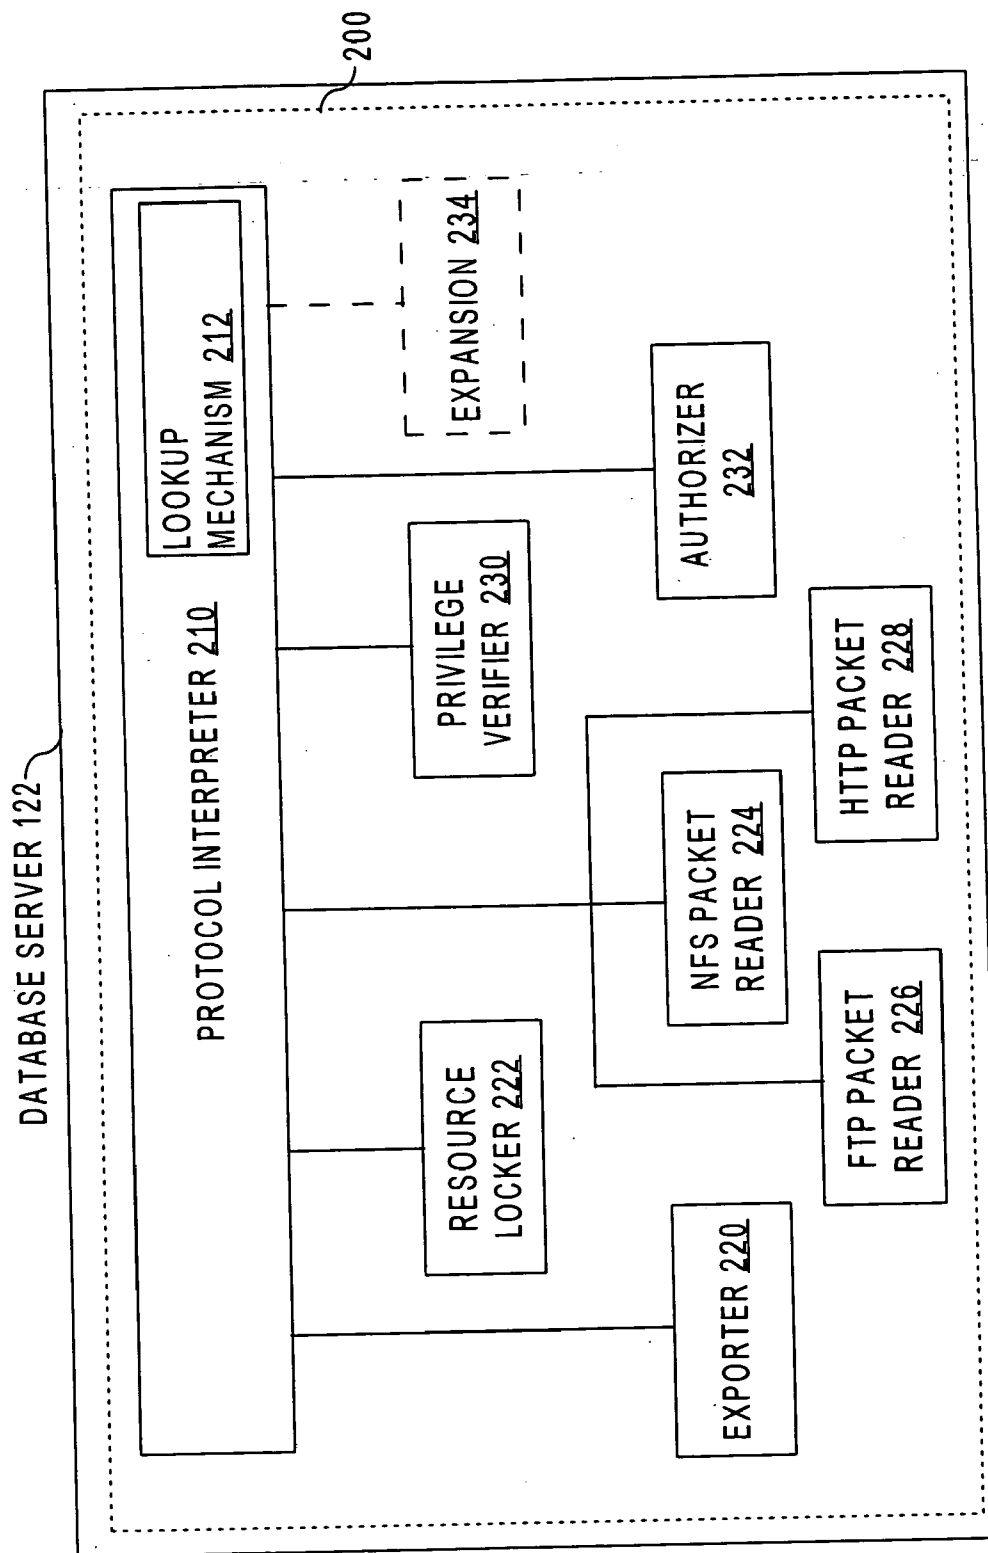 DATABASE SERVER 122
200
PROTOCOL INTERPRETER 210
LOOKUP
MECHANISM 212
RESOURCE
LOCKER 222
PRIVILEGE
VERIFIER 230
EXPANSION 234
EXPORTER 220
NFS PACKET
READER 224
AUTHORIZER
232
FTP PACKET
READER 226
HTTP PACKET
READER 228